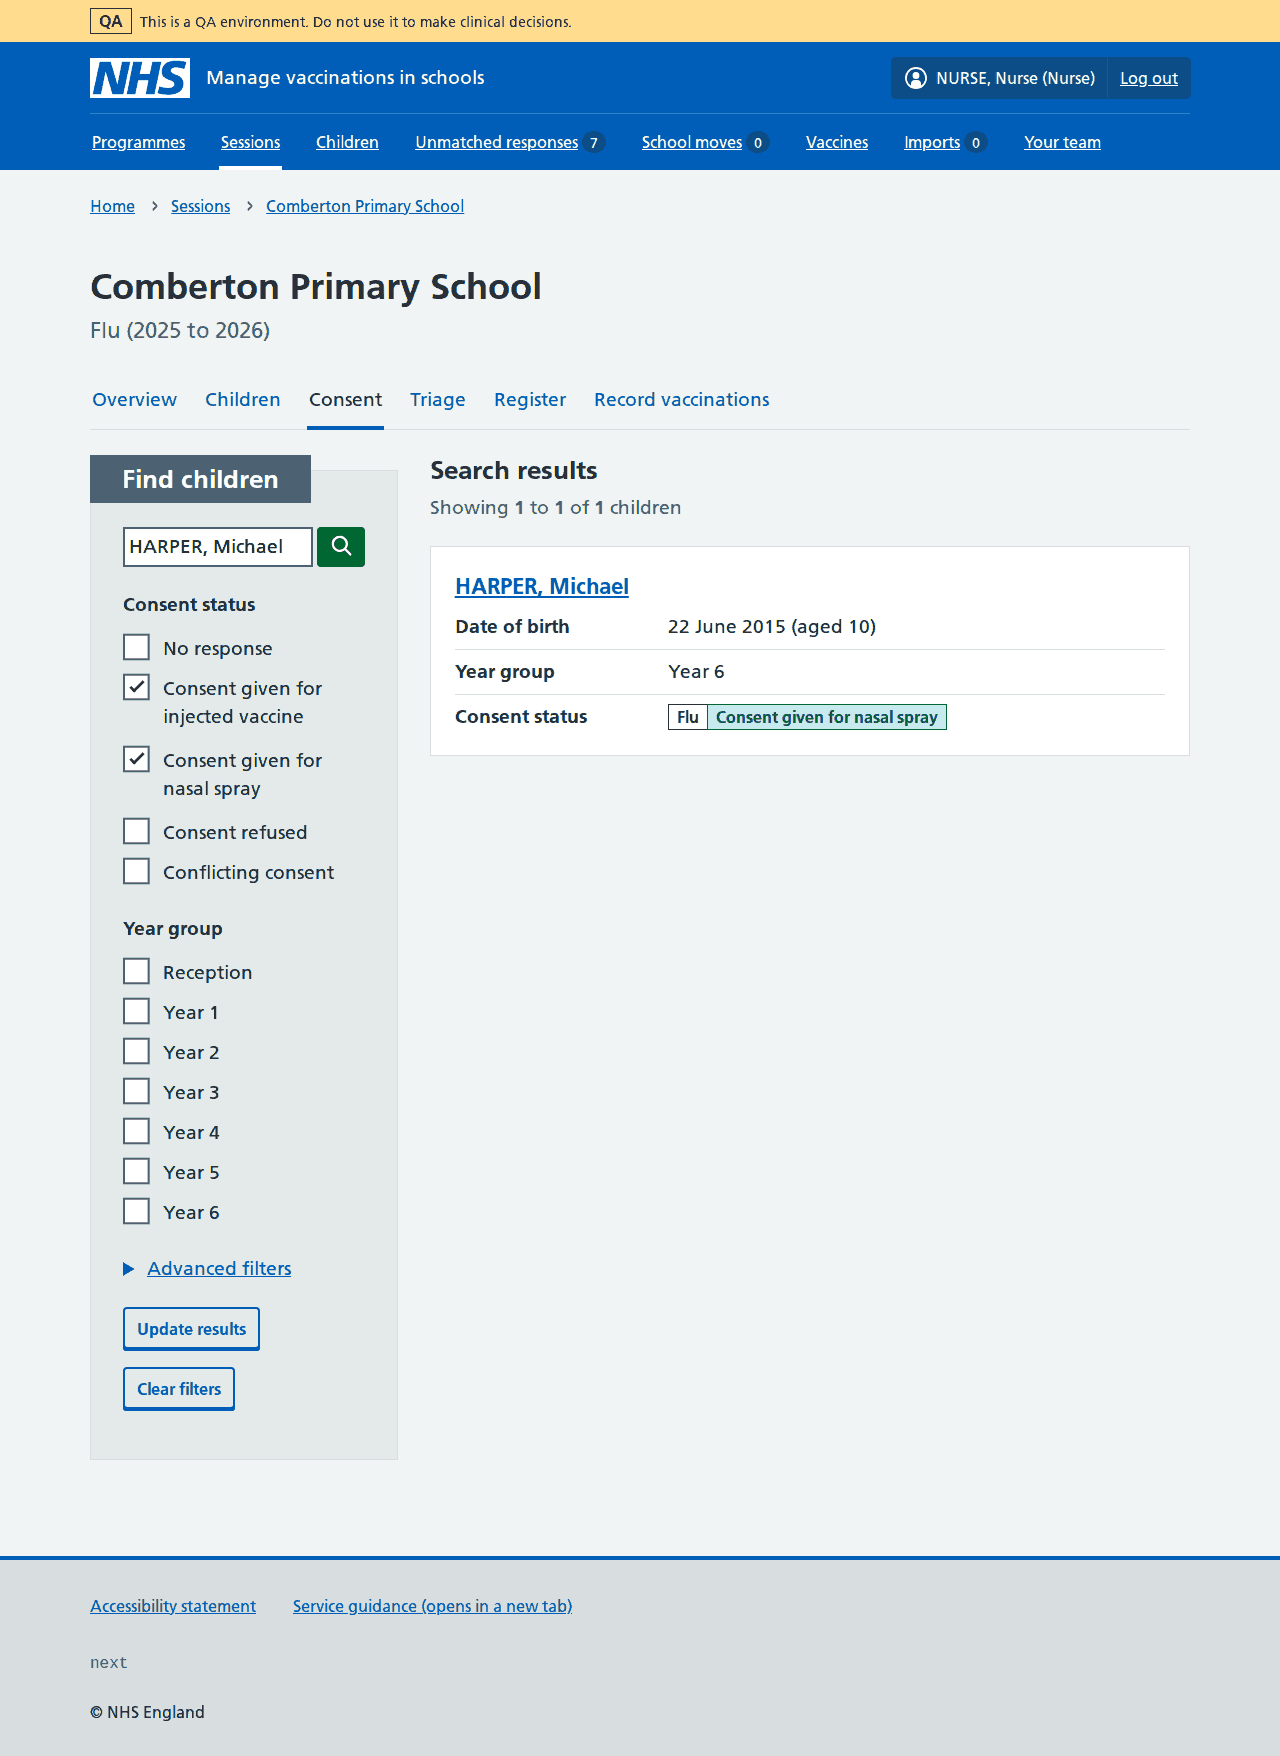 QA This is a QA environment. Do not use it to make clinical decisions.
NHS Manage vaccinations in schools NURSE, Nurse (Nurse) Log out
Programmes Sessions Children Unmatched responses 7 School moves 0 Vaccines Imports 0 Your team
Home Sessions Comberton Primary School
Comberton Primary School
Flu (2025 to 2026)
Overview Children Consent Triage Register Record vaccinations
Find children
HARPER, Michael
Consent status
No response
Consent given for
injected vaccine
Consent given for
nasal spray
Consent refused
Conflicting consent
Year group
Reception
Year 1
Year 2
Year 3
Year 4
Year 5
Year 6
Advanced filters
Update results
Clear filters
Search results
Showing 1 to 1 of 1 children
HARPER, Michael
Date of birth 22 June 2015 (aged 10)
Year group Year 6
Consent status Flu Consent given for nasal spray
Accessibility statement Service guidance (opens in a new tab)
next
© NHS England